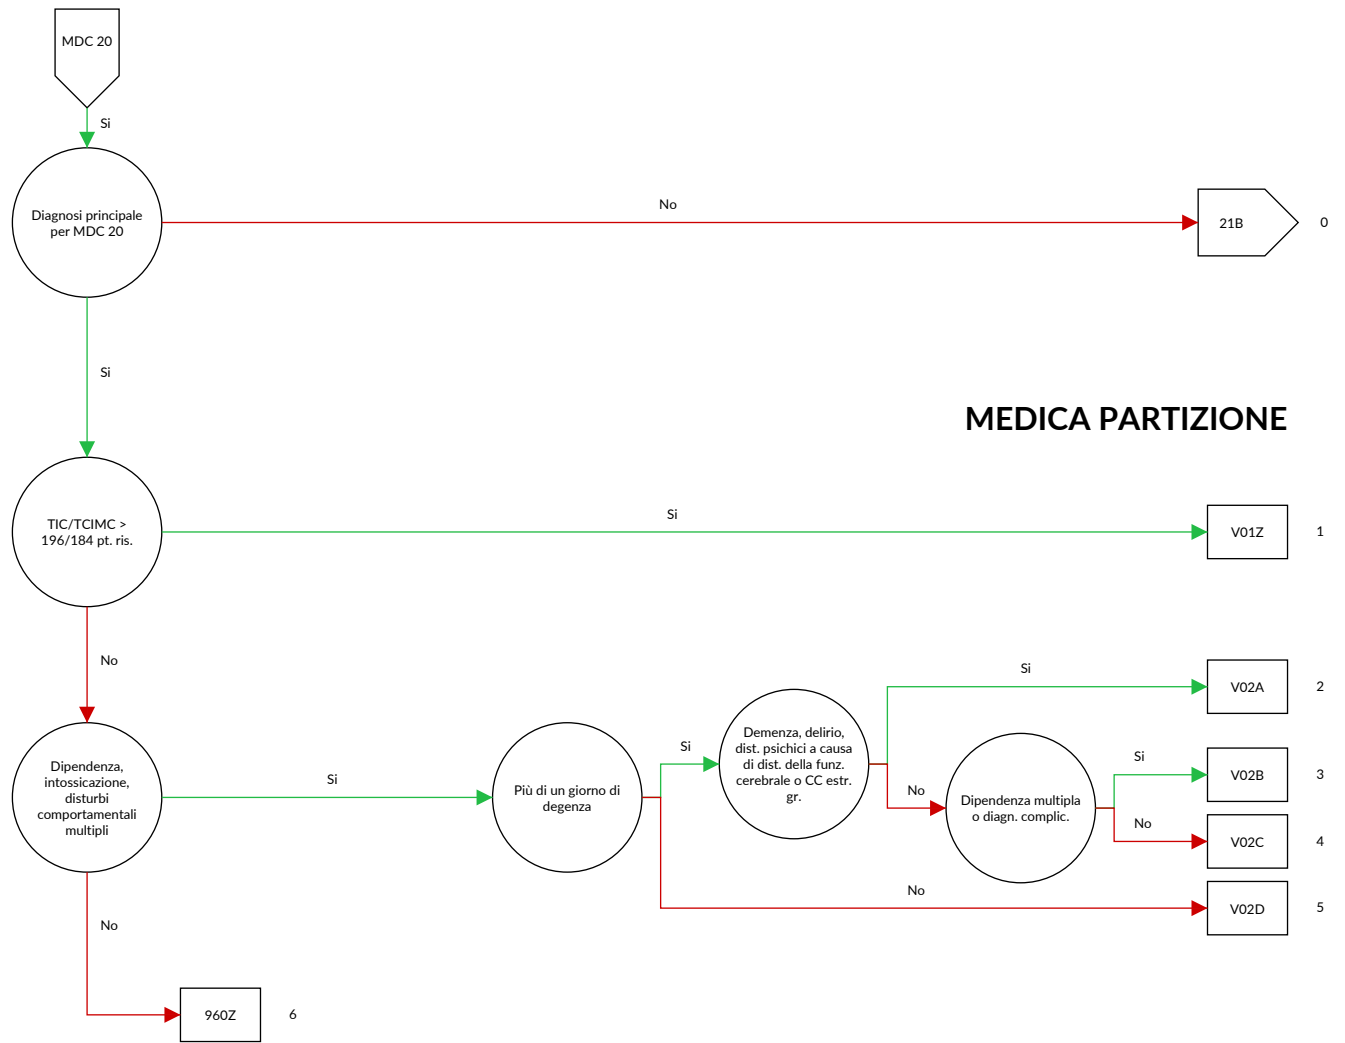 MDC 20
Si
Diagnosi principale
per MDC 20
No
21B
0
Si
MEDICA PARTIZIONE
TIC/TCIMC >
196/184 pt. ris.
Si
V01Z
1
No
Dipendenza,
intossicazione,
disturbi
comportamentali
multipli
Si
Più di un giorno di
degenza
Si
Demenza, delirio,
dist. psichici a causa
di dist. della funz.
cerebrale o CC estr.
gr.
Si
V02A
2
No
Dipendenza multipla
o diagn. complic.
Si
V02B
3
No
V02C
4
No
V02D
5
No
960Z
6